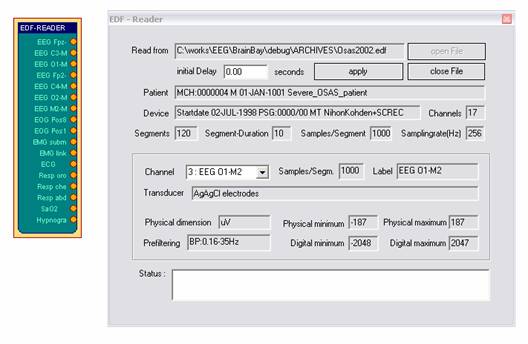 EDF-READER
EEG Fpz-
EEG C3-M
EEG O1-M
EEG Fp2-
EEG C4-M
EEG O2-M
EEG M2-M
EOG Pos8
EOG Pos1
EMG subm
EMG link
ECG
Resp oro
Resp che
Resp abd
SaO2
Hypnogra
EDF - Reader
Read from C:\works\EEG\BrainBay\debug\ARCHIVES\Osas2002.edf open File
initial Delay 0.00 seconds apply close File
Patient MCH:0000004 M 01-JAN-1001 Severe_OSAS_patient
Device Startdate 02-JUL-1998 PSG:0000/00 MT NihonKohden+SCREC Channels 17
Segments 120 Segment-Duration 10 Samples/Segment 1000 Samplingrate(Hz) 256
Channel 3 : EEG O1-M2 Samples/Segm. 1000 Label EEG O1-M2
Transducer AgAgCl electrodes
Physical dimension uV Physical minimum -187 Physical maximum 187
Prefiltering BP:0.16-35Hz Digital minimum -2048 Digital maximum 2047
Status :